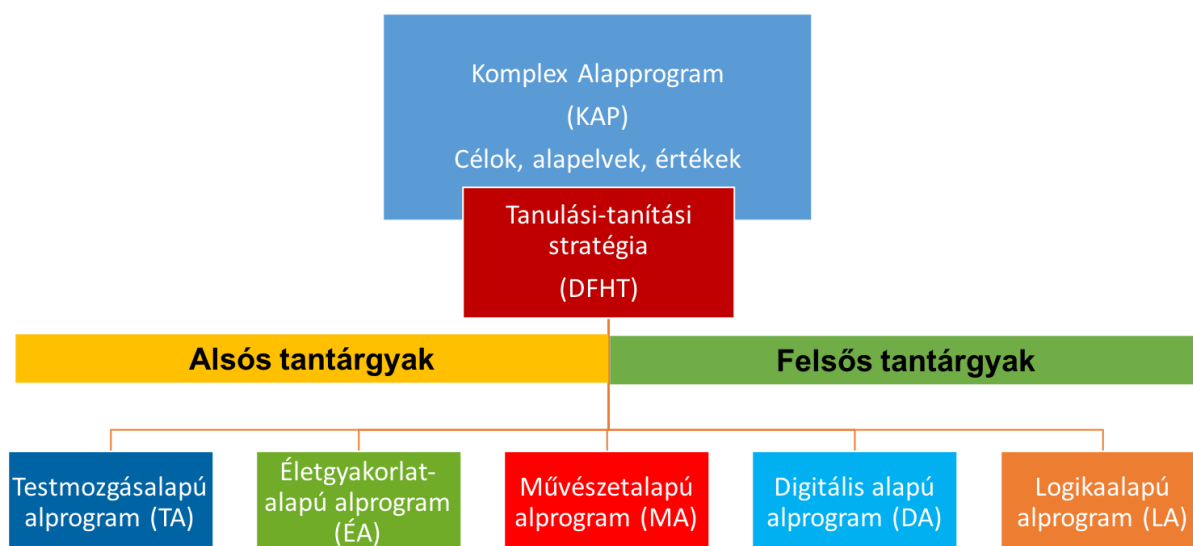 Komplex Alapprogram
(KAP)
Célok, alapelvek, értékek
Tanulási-tanítási
stratégia
(DFHT)
Alsós tantárgyak
Felsős tantárgyak
Testmozgásalapú
alprogram (TA)
Életgyakorlat-
alapú alprogram
(ÉA)
Művészetalapú
alprogram (MA)
Digitális alapú
alprogram (DA)
Logikaalapú
alprogram (LA)